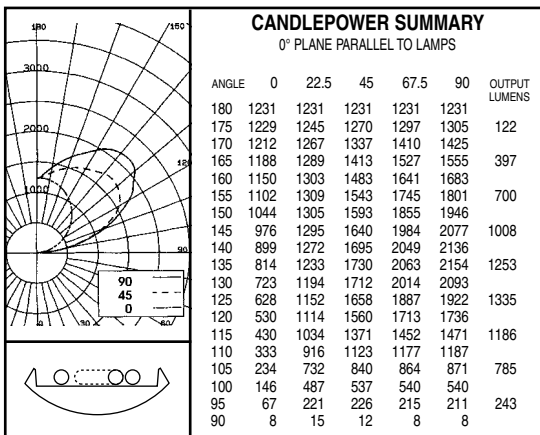 CANDLEPOWER SUMMARY
0° PLANE PARALLEL TO LAMPS
ANGLE 0 22.5 45 67.5 90 OUTPUT LUMENS
180 1231 1231 1231 1231 1231
175 1229 1245 1270 1297 1305 122
170 1212 1267 1337 1410 1425
165 1188 1289 1413 1527 1555 397
160 1150 1303 1483 1641 1683
155 1102 1309 1543 1745 1801 700
150 1044 1305 1593 1855 1946
145 976 1295 1640 1984 2077 1008
140 899 1272 1695 2049 2136
135 814 1233 1730 2063 2154 1253
130 723 1194 1712 2014 2093
125 628 1152 1658 1887 1922 1335
120 530 1114 1560 1713 1736
115 430 1034 1371 1452 1471 1186
110 333 916 1123 1177 1187
105 234 732 840 864 871 785
100 146 487 537 540 540
95 67 221 226 215 211 243
90 8 15 12 8 8
180 150
3000
2000
120
1000
90
90
45
0
0 30 60